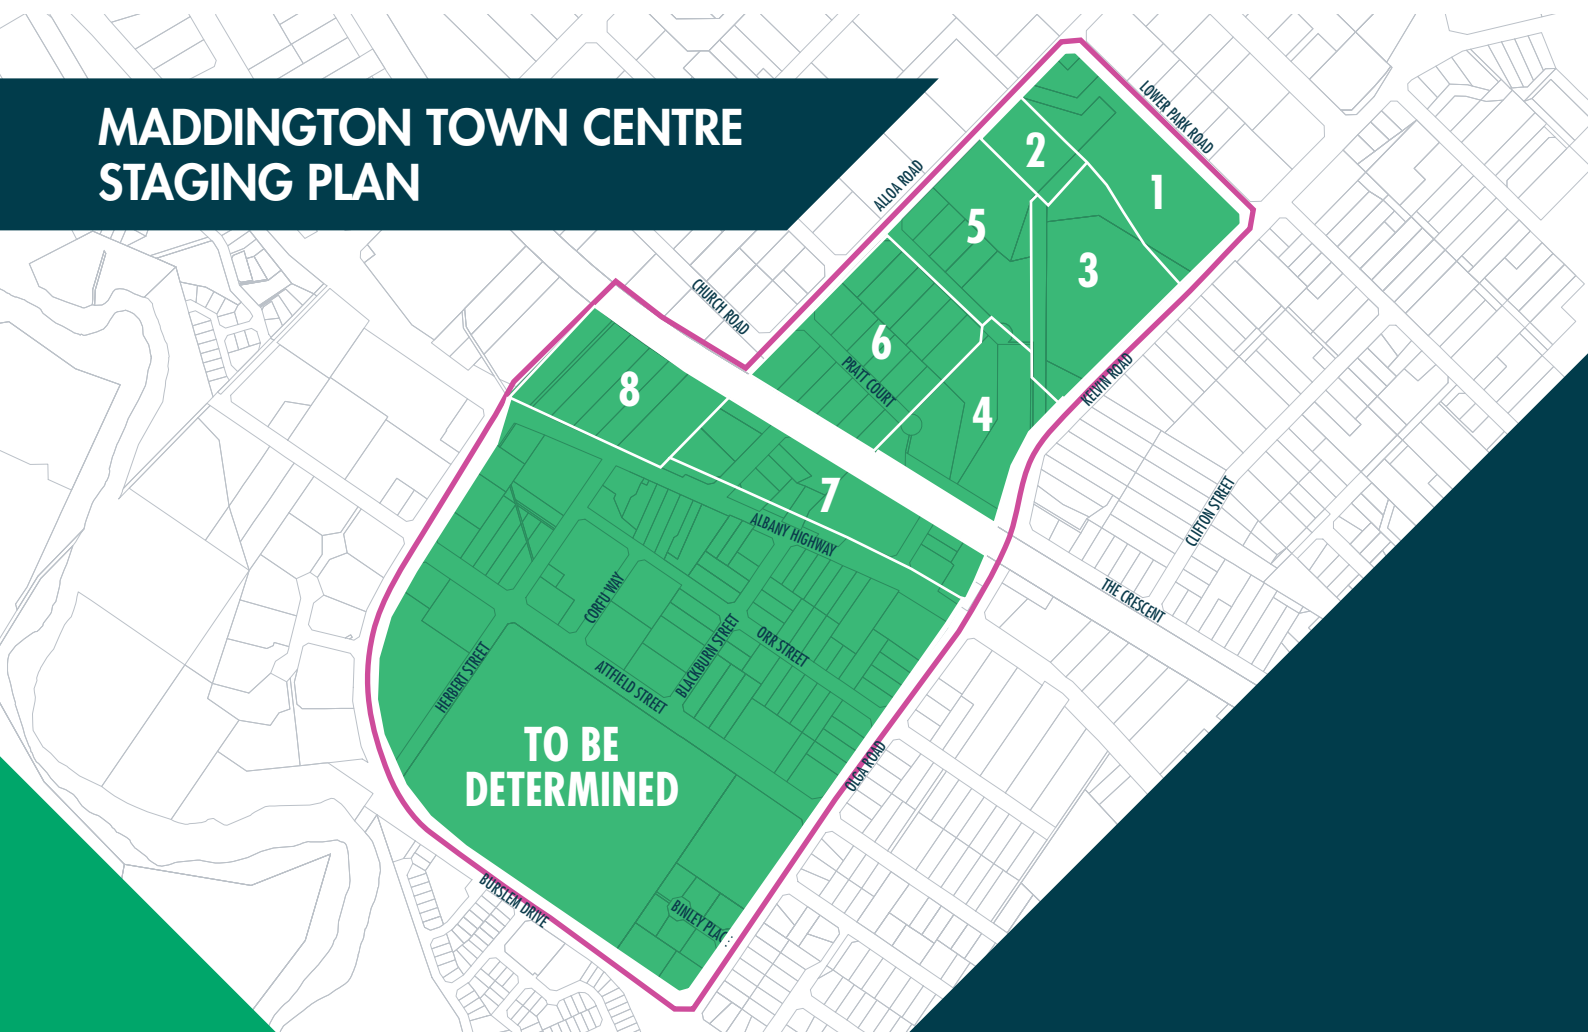 MADDINGTON TOWN CENTRE
STAGING PLAN
LOWER PARK ROAD
ALLOA ROAD
2
1
5
3
CHURCH ROAD
6
PRATT COURT
KELVIN ROAD
8
4
7
ALBANY HIGHWAY
CLIFTON STREET
THE CRESCENT
CORFU WAY
BLACKBURN STREET
ORR STREET
HERBERT STREET
ATTFIELD STREET
TO BE
DETERMINED
OLGA ROAD
BURSLEM DRIVE
BINLEY PLAC